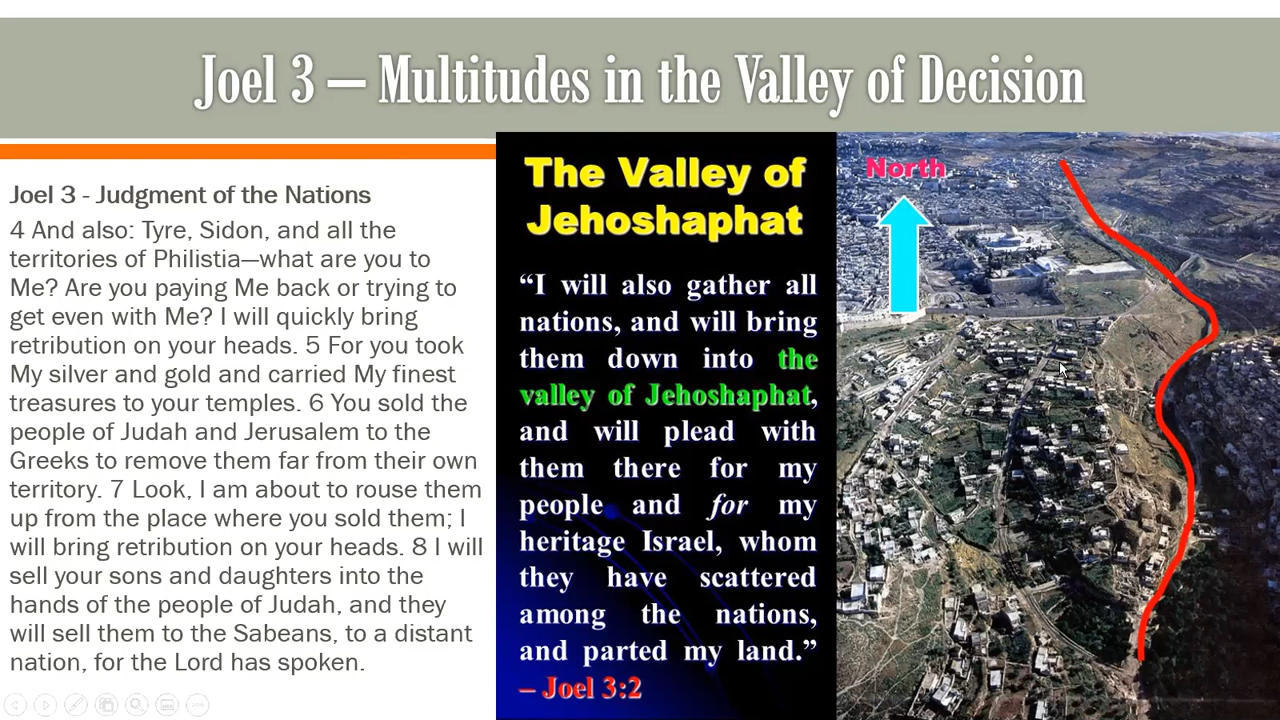 Joel 3 – Multitudes in the Valley of Decision
Joel 3 - Judgment of the Nations
4 And also: Tyre, Sidon, and all the
territories of Philistia—what are you to
Me? Are you paying Me back or trying to
get even with Me? I will quickly bring
retribution on your heads. 5 For you took
My silver and gold and carried My finest
treasures to your temples. 6 You sold the
people of Judah and Jerusalem to the
Greeks to remove them far from their own
territory. 7 Look, I am about to rouse them
up from the place where you sold them; I
will bring retribution on your heads. 8 I will
sell your sons and daughters into the
hands of the people of Judah, and they
will sell them to the Sabeans, to a distant
nation, for the Lord has spoken.
The Valley of
Jehoshaphat
“I will also gather all
nations, and will bring
them down into the
valley of Jehoshaphat,
and will plead with
them there for my
people and for my
heritage Israel, whom
they have scattered
among the nations,
and parted my land.”
– Joel 3:2
North